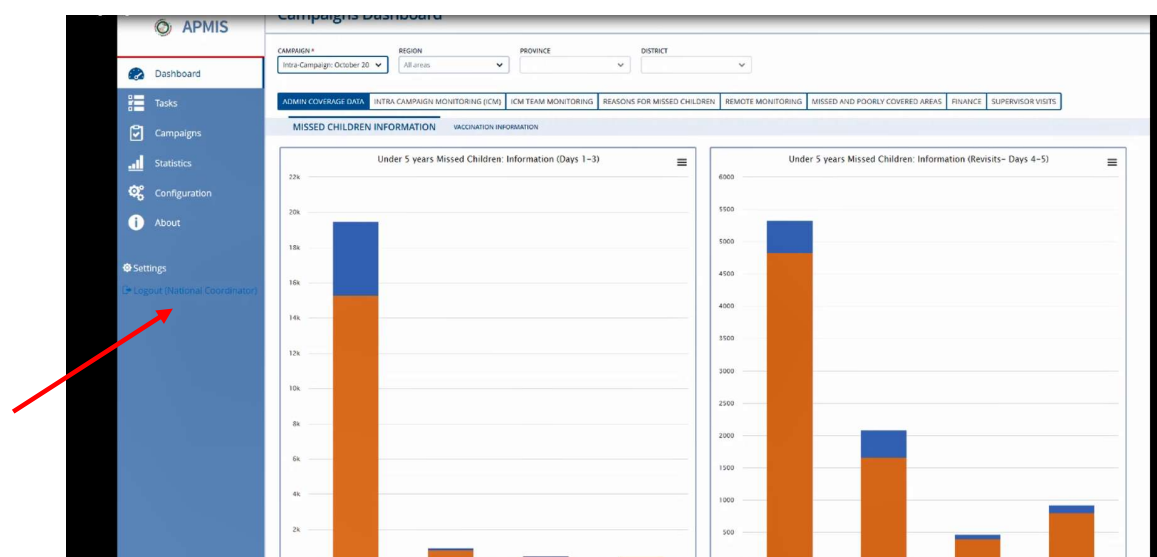 APMIS
Campaigns Dashboard
CAMPAIGN *
REGION
PROVINCE
DISTRICT
Intra-Campaign: October 20
All areas
Dashboard
Tasks
Campaigns
Statistics
Configuration
About
Settings
Logout (National Coordinator)
ADMIN COVERAGE DATA
INTRA CAMPAIGN MONITORING (ICM)
ICM TEAM MONITORING
REASONS FOR MISSED CHILDREN
REMOTE MONITORING
MISSED AND POORLY COVERED AREAS
FINANCE
SUPERVISOR VISITS
MISSED CHILDREN INFORMATION
VACCINATION INFORMATION
Under 5 years Missed Children: Information (Days 1-3)
22k
20k
18k
16k
14k
12k
10k
8k
6k
4k
2k
Under 5 years Missed Children: Information (Revisits- Days 4-5)
6000
5500
5000
4500
4000
3500
3000
2500
2000
1500
1000
500